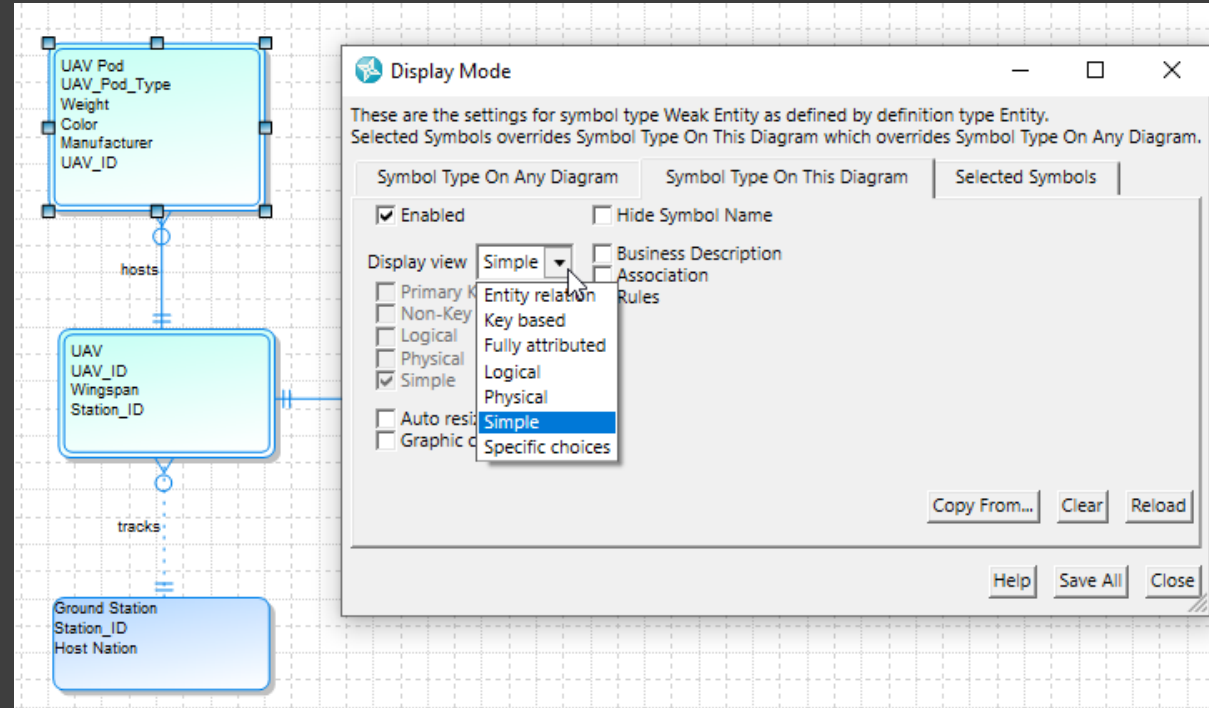 UAV Pod
UAV_Pod_Type
Weight
Color
Manufacturer
UAV_ID
hosts
UAV
UAV_ID
Wingspan
Station_ID
tracks
Ground Station
Station_ID
Host Nation
Display Mode
These are the settings for symbol type Weak Entity as defined by definition type Entity.
Selected Symbols overrides Symbol Type On This Diagram which overrides Symbol Type On Any Diagram.
Symbol Type On Any Diagram Symbol Type On This Diagram Selected Symbols
Enabled Hide Symbol Name
Display view Simple Business Description
Association
Primary K Rules
Non-Key
Logical
Physical
Simple
Entity relation
Key based
Fully attributed
Logical
Physical
Simple
Specific choices
Auto resi
Graphic c
Copy From... Clear Reload
Help Save All Close